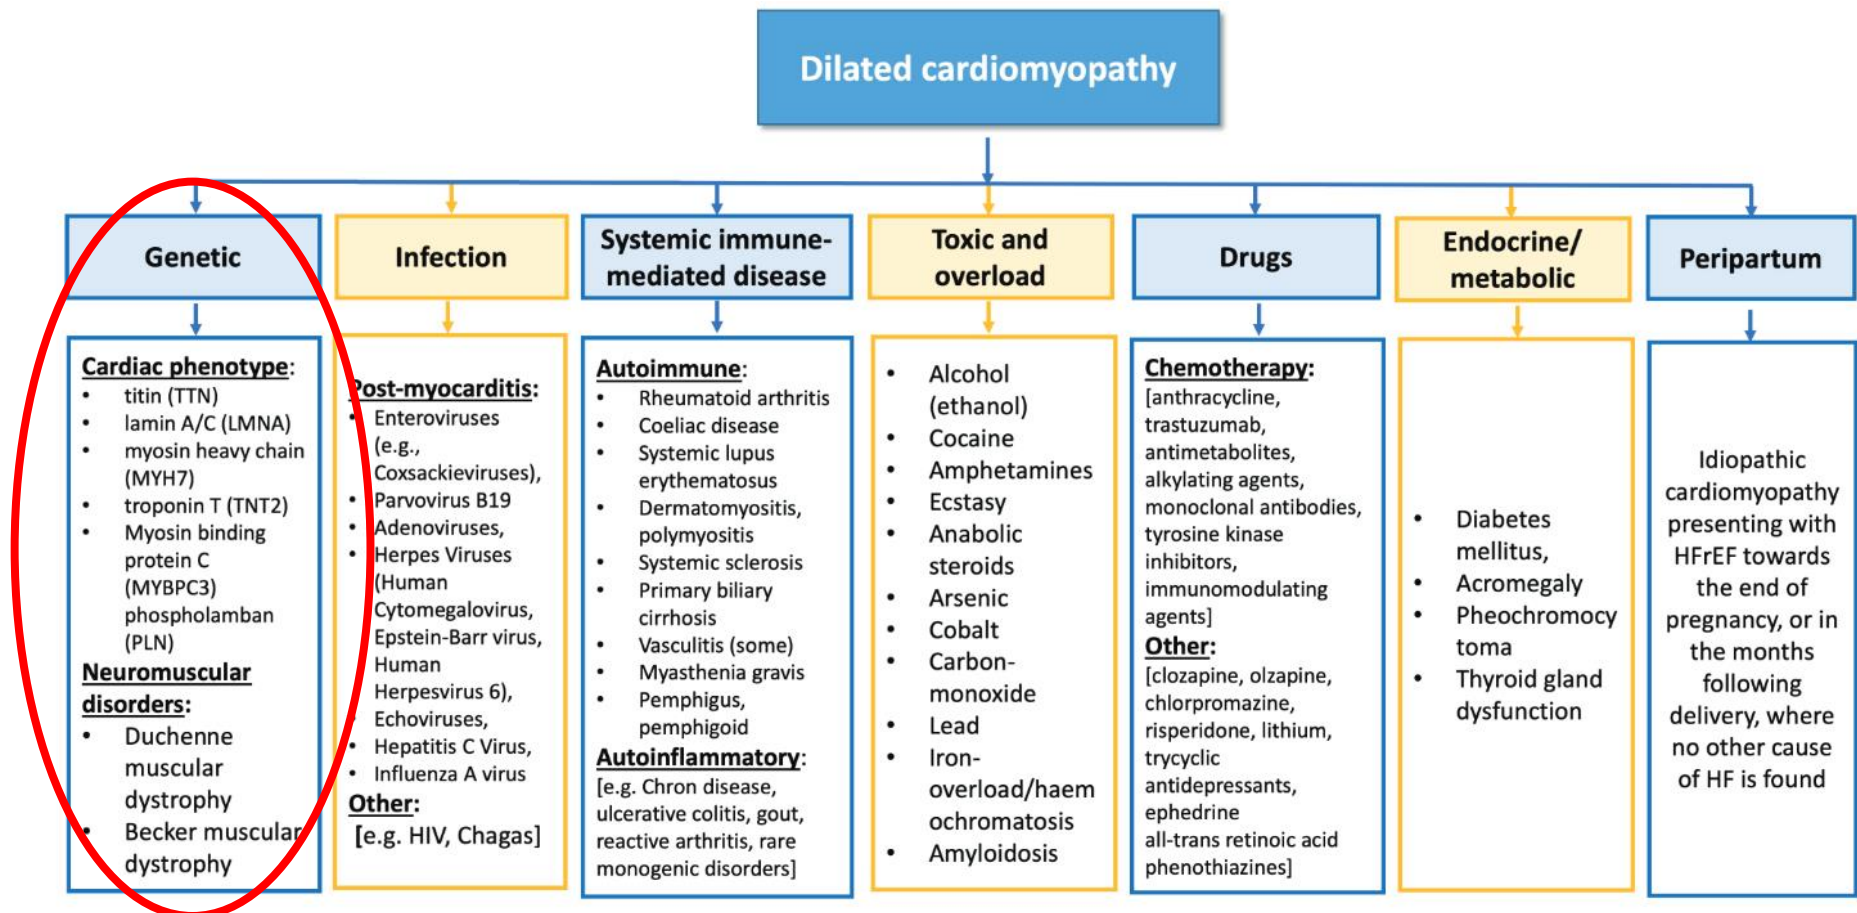 Dilated cardiomyopathy
Genetic
Cardiac phenotype:
• titin (TTN)
• lamin A/C (LMNA)
• myosin heavy chain
(MYH7)
• troponin T (TNT2)
• Myosin binding
protein C
(MYBPC3)
phospholamban
(PLN)
Neuromuscular
disorders:
• Duchenne
muscular
dystrophy
• Becker muscular
dystrophy
Infection
Post-myocarditis:
• Enteroviruses
(e.g.,
Coxsackieviruses),
• Parvovirus B19
• Adenoviruses,
• Herpes Viruses
(Human
Cytomegalovirus,
Epstein-Barr virus,
Human
Herpesvirus 6),
• Echoviruses,
• Hepatitis C Virus,
• Influenza A virus
Other:
[e.g. HIV, Chagas]
Systemic immune-
mediated disease
Autoimmune:
• Rheumatoid arthritis
• Coeliac disease
• Systemic lupus
erythematosus
• Dermatomyositis,
polymyositis
• Systemic sclerosis
• Primary biliary
cirrhosis
• Vasculitis (some)
• Myasthenia gravis
• Pemphigus,
pemphigoid
Autoinflammatory:
[e.g. Chron disease,
ulcerative colitis, gout,
reactive arthritis, rare
monogenic disorders]
Toxic and
overload
• Alcohol
(ethanol)
• Cocaine
• Amphetamines
• Ecstasy
• Anabolic
steroids
• Arsenic
• Cobalt
• Carbon-
monoxide
• Lead
• Iron-
overload/haem
ochromatosis
• Amyloidosis
Drugs
Chemotherapy:
[anthracycline,
trastuzumab,
antimetabolites,
alkylating agents,
monoclonal antibodies,
tyrosine kinase
inhibitors,
immunomodulating
agents]
Other:
[clozapine, olzapine,
chlorpromazine,
risperidone, lithium,
trycyclic
antidepressants,
ephedrine
all-trans retinoic acid
phenothiazines]
Endocrine/
metabolic
• Diabetes
mellitus,
• Acromegaly
• Pheochromocy
toma
• Thyroid gland
dysfunction
Peripartum
Idiopathic
cardiomyopathy
presenting with
HFrEF towards
the end of
pregnancy, or in
the months
following
delivery, where
no other cause
of HF is found